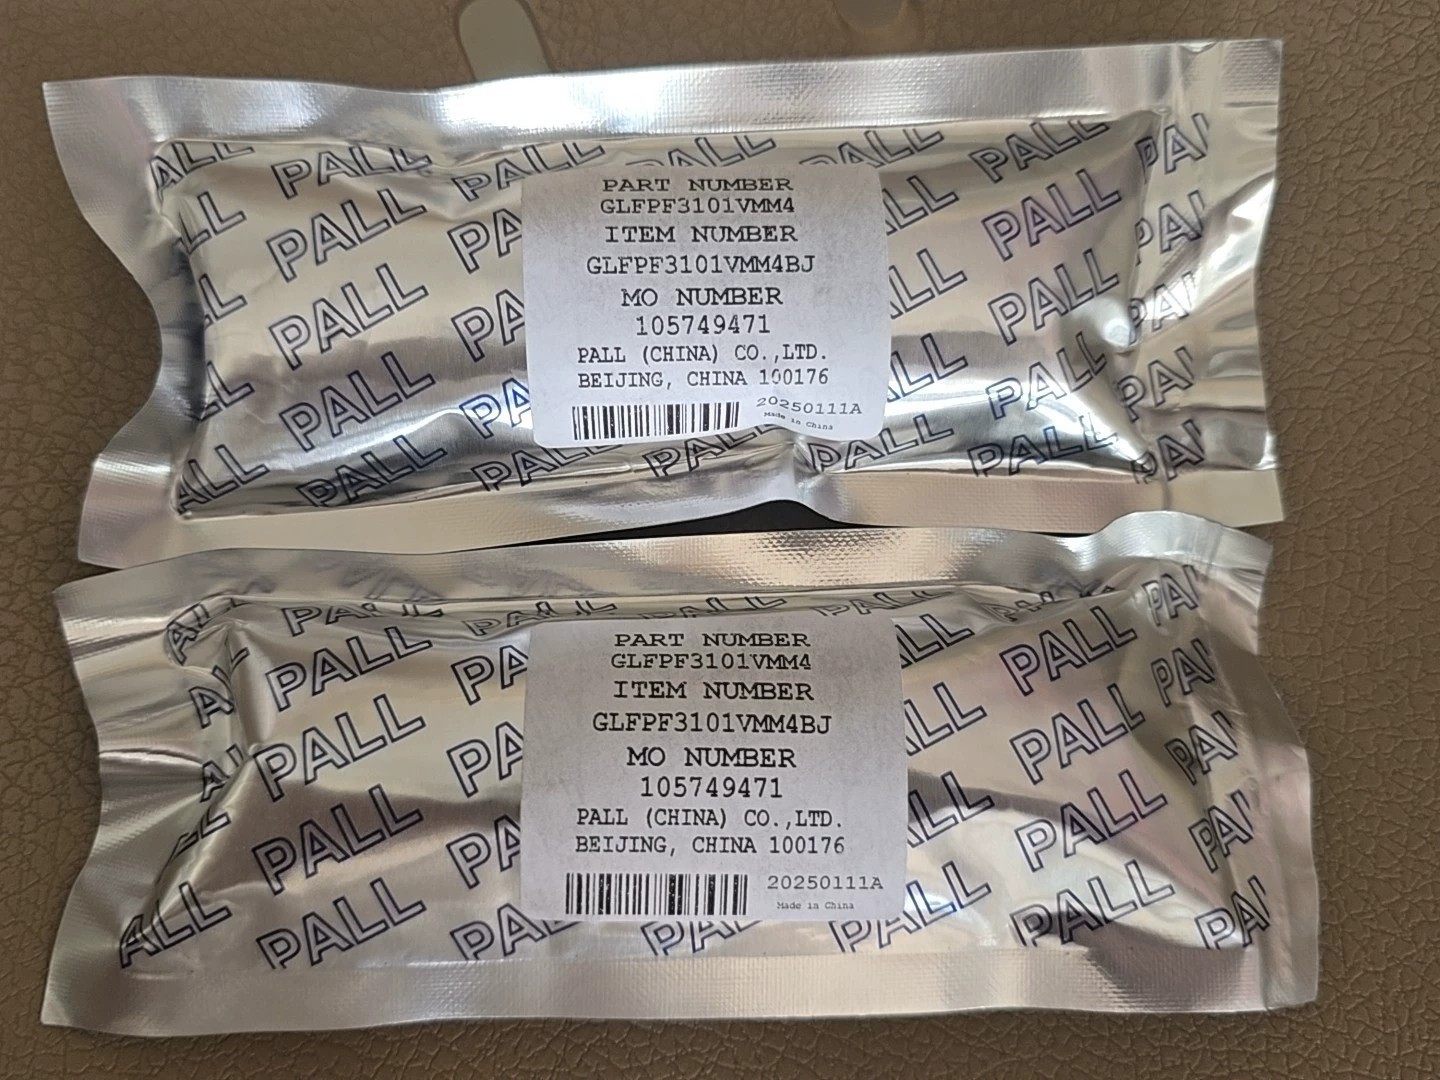 PALL
PART NUMBER
GLFPF3101VMM4
ITEM NUMBER
GLFPF3101VMM4BJ
MO NUMBER
105749471
PALL (CHINA) CO.,LTD.
BEIJING, CHINA 100176
20250111A
Made in China
PALL
PART NUMBER
GLFPF3101VMM4
ITEM NUMBER
GLFPF3101VMM4BJ
MO NUMBER
105749471
PALL (CHINA) CO.,LTD.
BEIJING, CHINA 100176
20250111A
Made in China